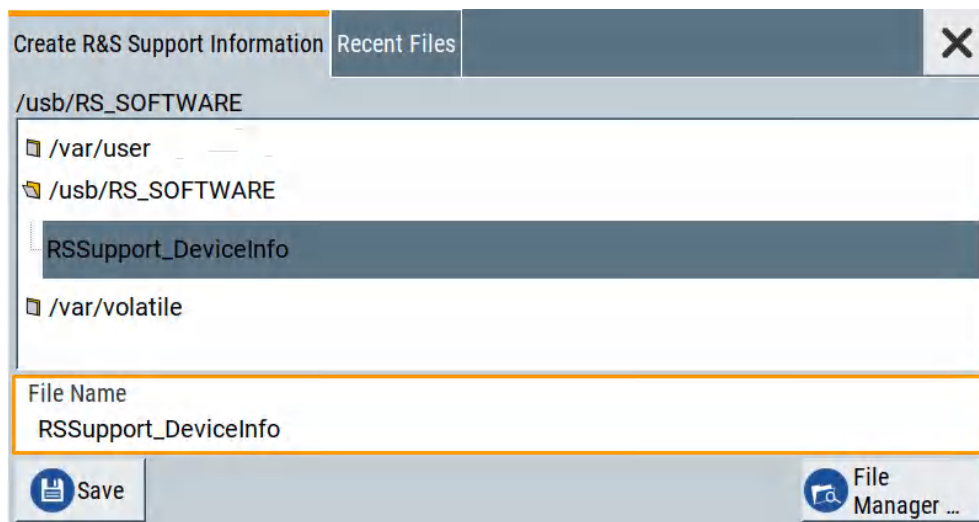 Create R&S Support Information Recent Files
/usb/RS_SOFTWARE
/var/user
/usb/RS_SOFTWARE
RSSupport_DeviceInfo
/var/volatile
File Name
RSSupport_DeviceInfo
Save
File
Manager ...